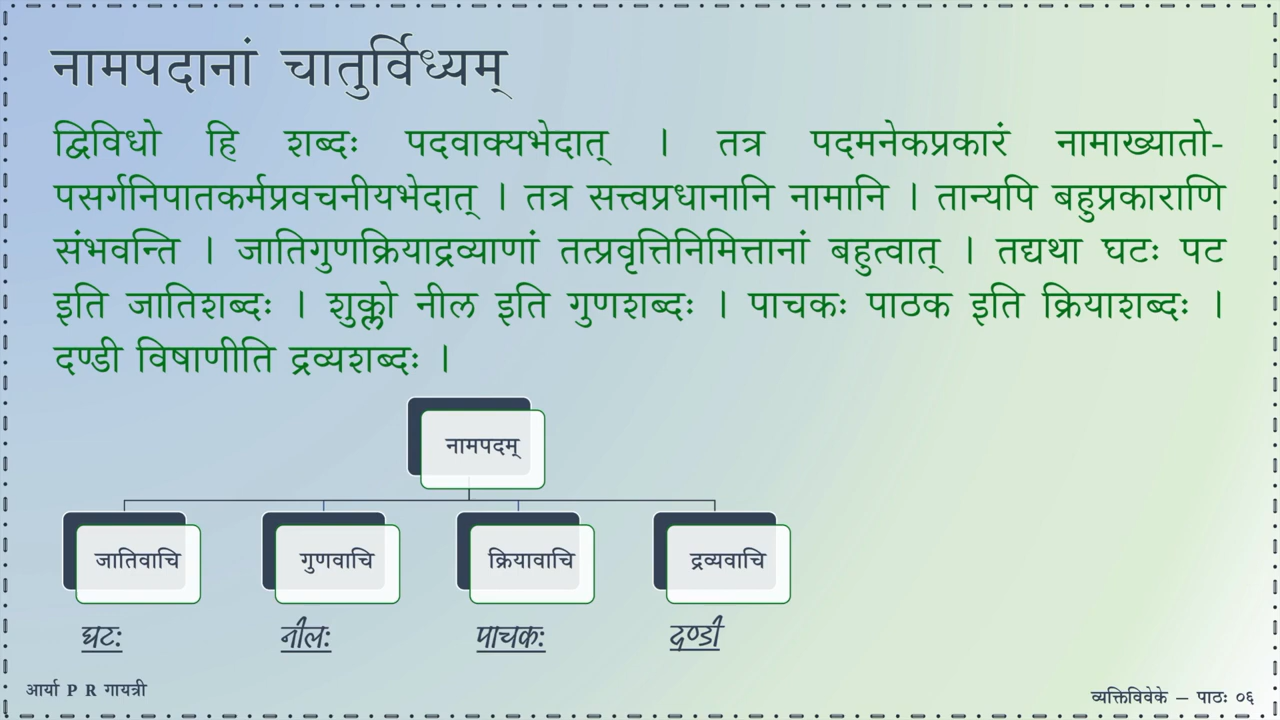 नामपदानां चातुर्विध्यम्
द्विविधो हि शब्दः पदवाक्यभेदात् । तत्र पदमनेकप्रकारं नामाख्यातो-
पसर्गनिपातकर्मप्रवचनीयभेदात् । तत्र सत्त्वप्रधानानि नामानि । तान्यपि बहुप्रकाराणि
संभवन्ति । जातिगुणक्रियाद्रव्याणां तत्प्रवृत्तिनिमित्तानां बहुत्वात् । तद्यथा घटः पट
इति जातिशब्दः । शुक्लो नील इति गुणशब्दः । पाचकः पाठक इति क्रियाशब्दः ।
दण्डी विषाणीति द्रव्यशब्दः ।
नामपदम्
जातिवाचि गुणवाचि क्रियावाचि द्रव्यवाचि
घटः नीलः पाचकः दण्डी
आर्या P R गायत्री
व्यक्तिविवेके – पाठः ०६